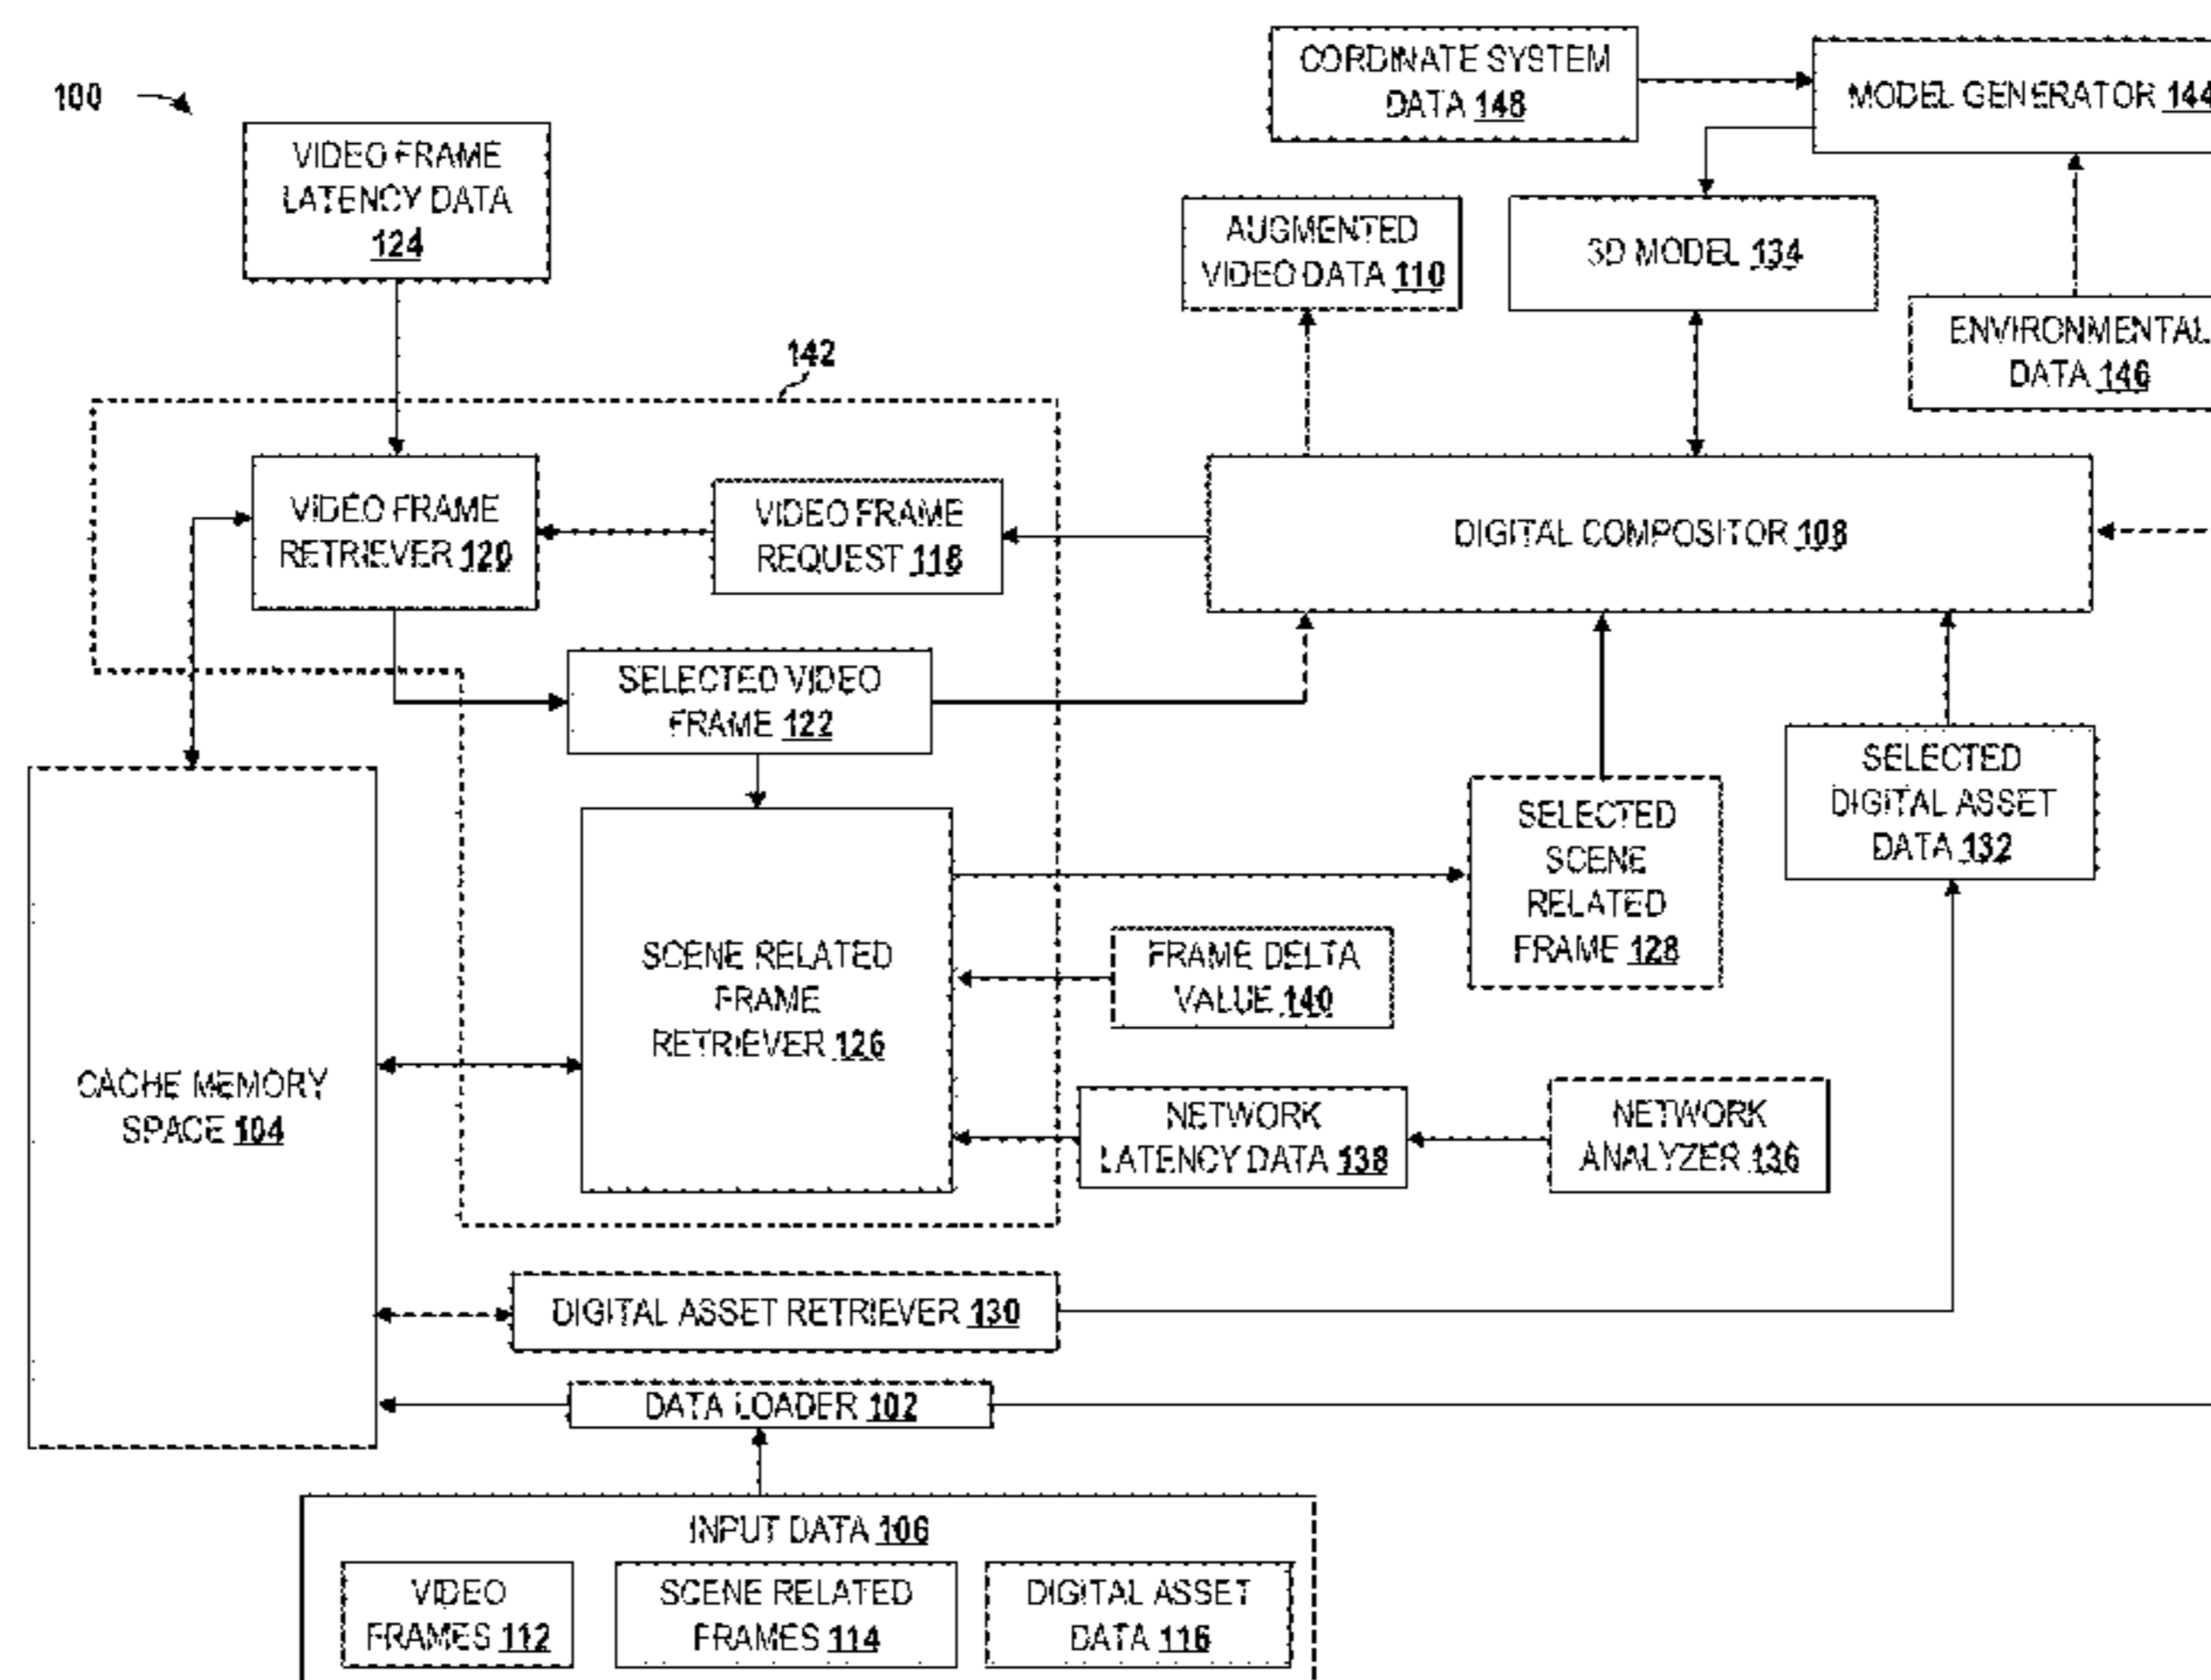 100
CORDINATE SYSTEM
DATA 148
MODEL GENERATOR 144
VIDEO FRAME
LATENCY DATA
124
AUGMENTED
VIDEO DATA 110
3D MODEL 134
ENVIRONMENTAL
DATA 146
142
VIDEO FRAME
RETRIEVER 120
VIDEO FRAME
REQUEST 118
DIGITAL COMPOSITOR 108
SELECTED VIDEO
FRAME 122
SELECTED
DIGITAL ASSET
DATA 132
SELECTED
SCENE
RELATED
FRAME 128
SCENE RELATED
FRAME
RETRIEVER 126
FRAME DELTA
VALUE 140
CACHE MEMORY
SPACE 104
NETWORK
LATENCY DATA 138
NETWORK
ANALYZER 136
DIGITAL ASSET RETRIEVER 130
DATA LOADER 102
INPUT DATA 106
VIDEO
FRAMES 112
SCENE RELATED
FRAMES 114
DIGITAL ASSET
DATA 116